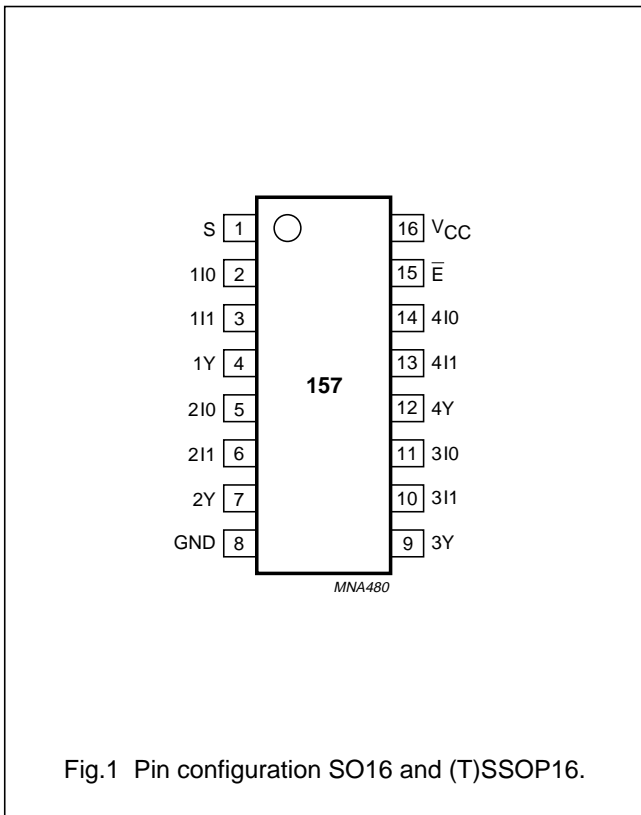 S 1 16 VCC
1I0 2 15 E̅
1I1 3 14 4I0
1Y 4 13 4I1
157
2I0 5 12 4Y
2I1 6 11 3I0
2Y 7 10 3I1
GND 8 9 3Y
MNA480
Fig.1 Pin configuration SO16 and (T)SSOP16.